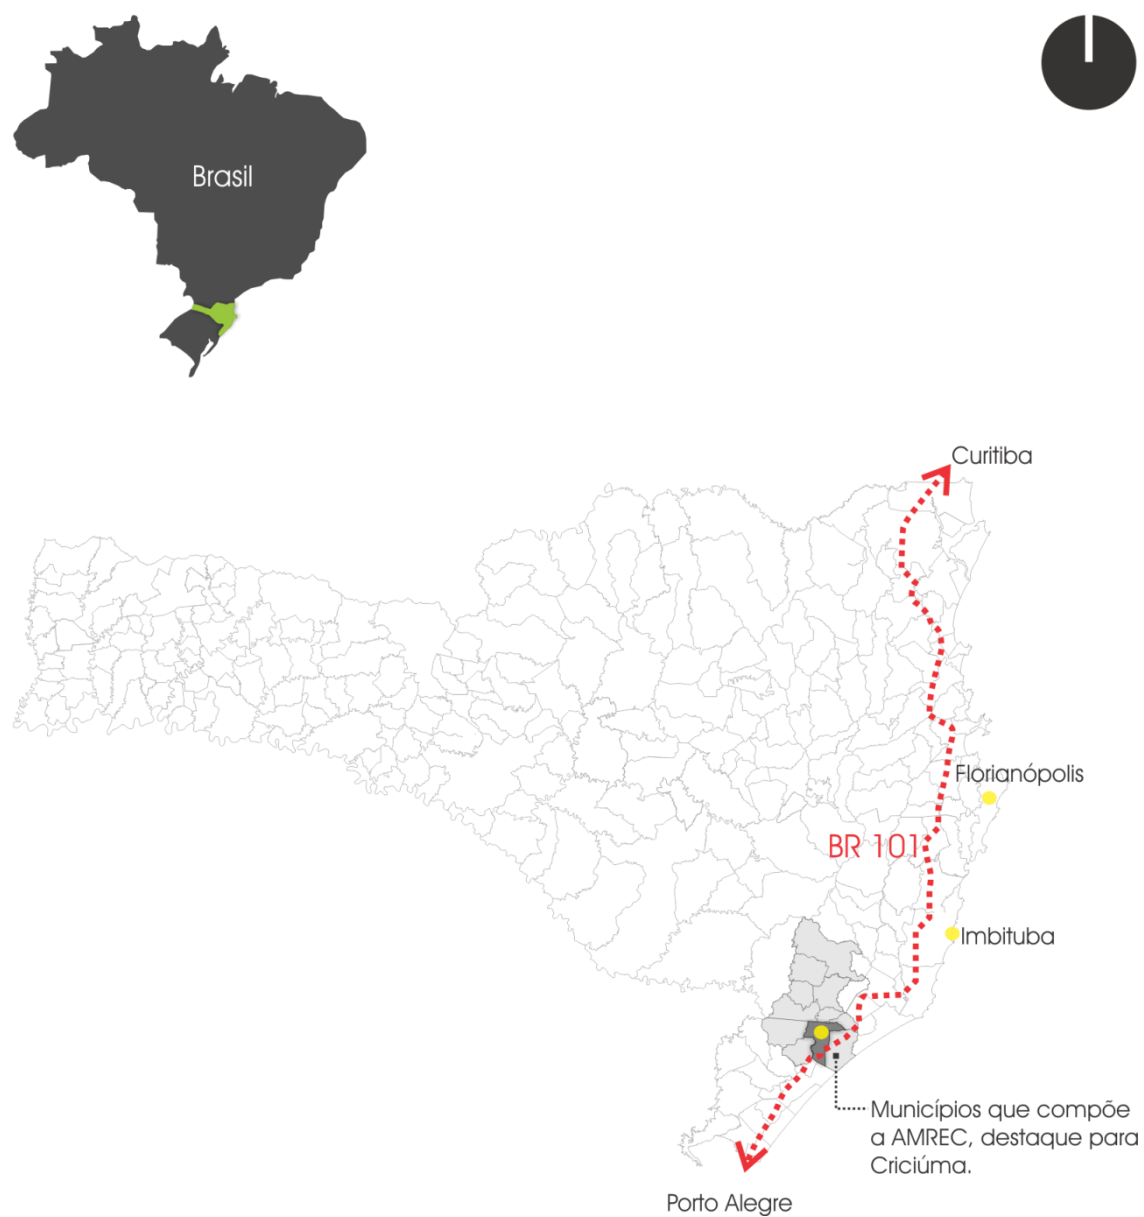 Brasil
Curitiba
Florianópolis
BR 101
Imbituba
Municípios que compõe
a AMREC, destaque para
Criciúma.
Porto Alegre